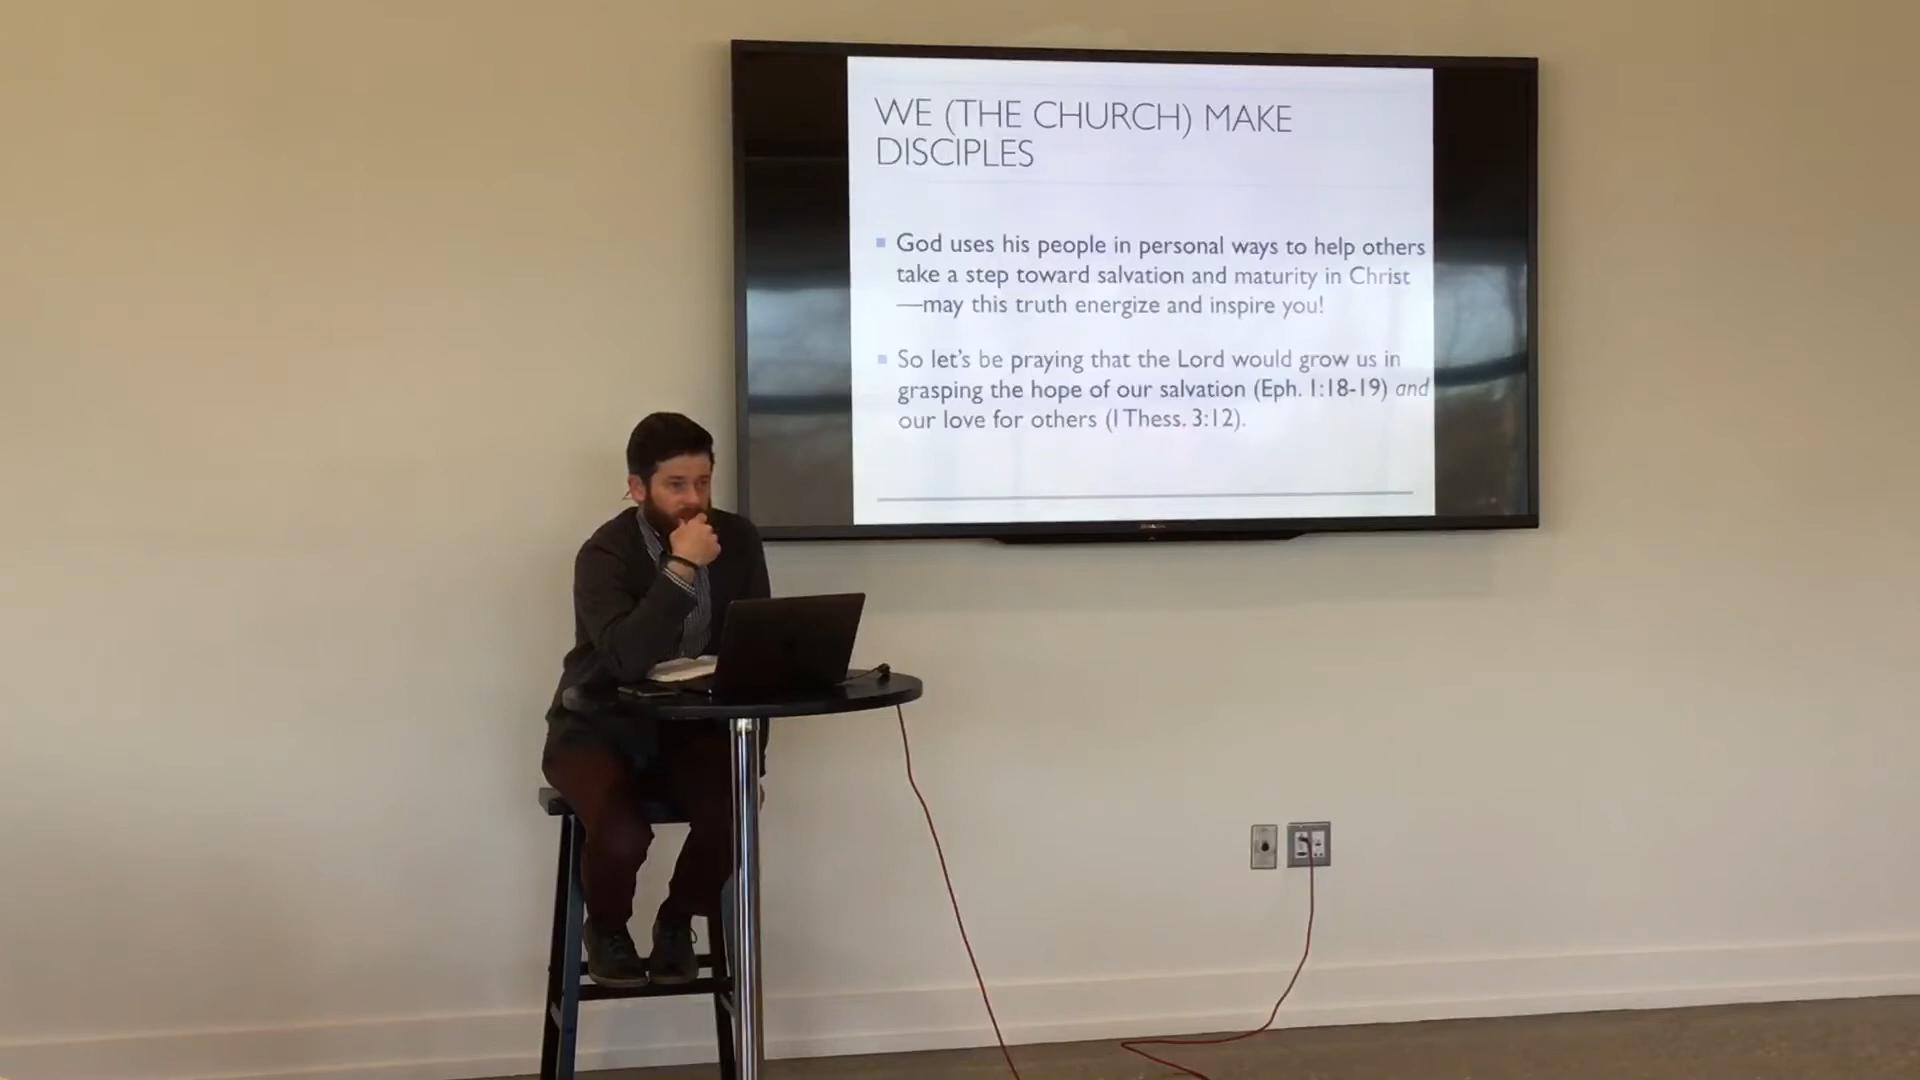 WE (THE CHURCH) MAKE
DISCIPLES
God uses his people in personal ways to help others
take a step toward salvation and maturity in Christ
—may this truth energize and inspire you!
So let's be praying that the Lord would grow us in
grasping the hope of our salvation (Eph. 1:18-19) and
our love for others (1 Thess. 3:12).